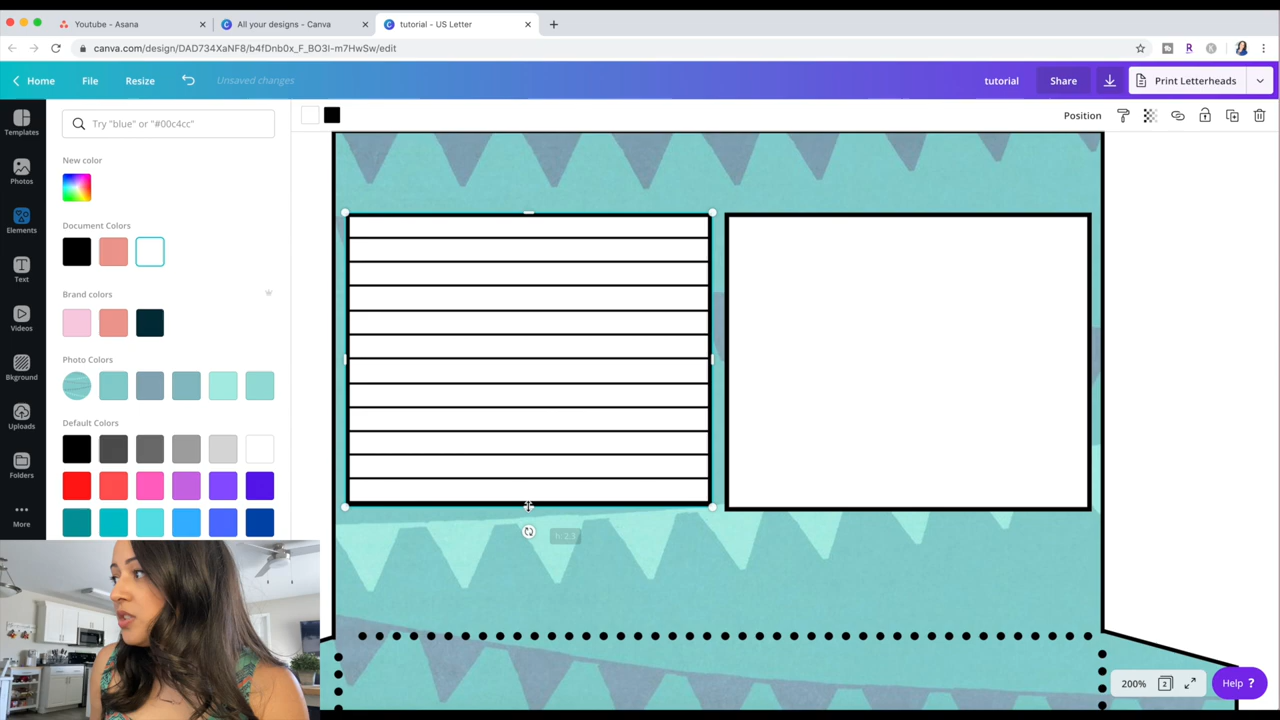 Youtube - Asana
All your designs - Canva
tutorial - US Letter
canva.com/design/DAD734XaNF8/b4fDnb0x_F_BO3I-m7HwSw/edit
Home
File
Resize
Unsaved changes
tutorial
Share
Print Letterheads
Templates
Photos
Elements
Text
Videos
Bkground
Uploads
Folders
More
Try "blue" or "#00c4cc"
New color
Document Colors
Brand colors
Photo Colors
Default Colors
Position
h: 2.5
200%
2
Help ?